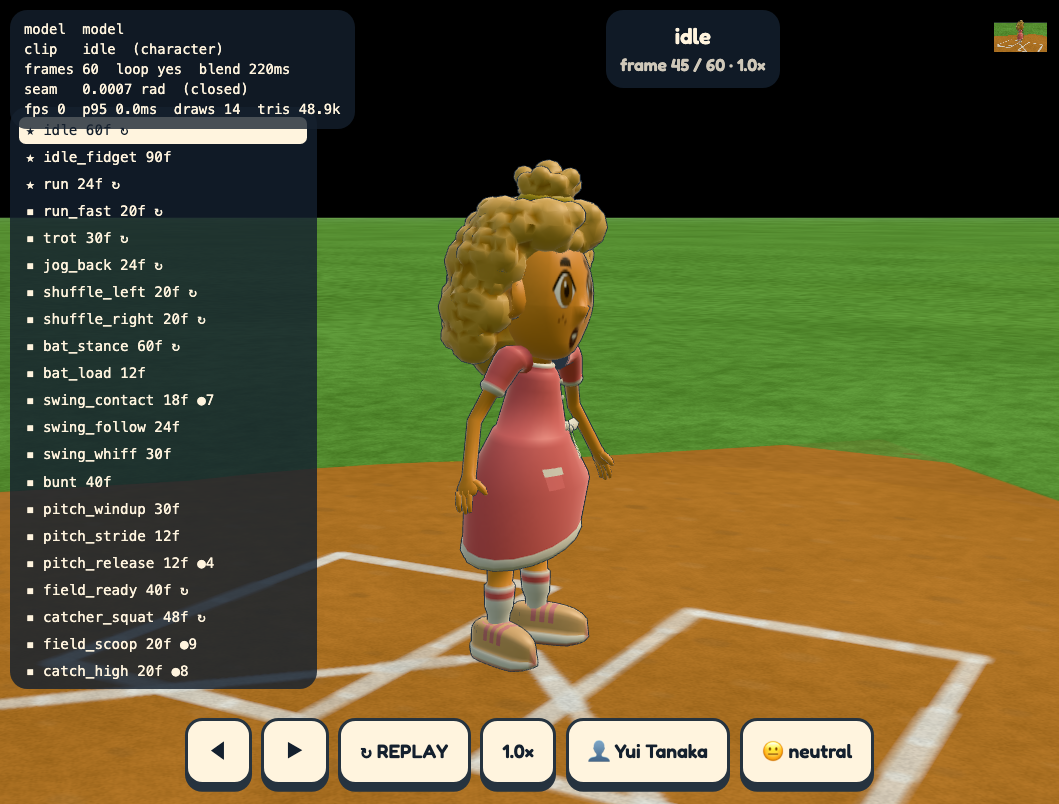 model  model
clip   idle  (character)
frames 60  loop yes  blend 220ms
seam   0.0007 rad  (closed)
fps 0  p95 0.0ms  draws 14  tris 48.9k
★ idle 60f ↻
★ idle_fidget 90f
★ run 24f ↻
▪ run_fast 20f ↻
▪ trot 30f ↻
▪ jog_back 24f ↻
▪ shuffle_left 20f ↻
▪ shuffle_right 20f ↻
▪ bat_stance 60f ↻
▪ bat_load 12f
▪ swing_contact 18f ●7
▪ swing_follow 24f
▪ swing_whiff 30f
▪ bunt 40f
▪ pitch_windup 30f
▪ pitch_stride 12f
▪ pitch_release 12f ●4
▪ field_ready 40f ↻
▪ catcher_squat 48f ↻
▪ field_scoop 20f ●9
▪ catch_high 20f ●8
idle
frame 45 / 60 · 1.0×
↻ REPLAY
1.0×
Yui Tanaka
neutral